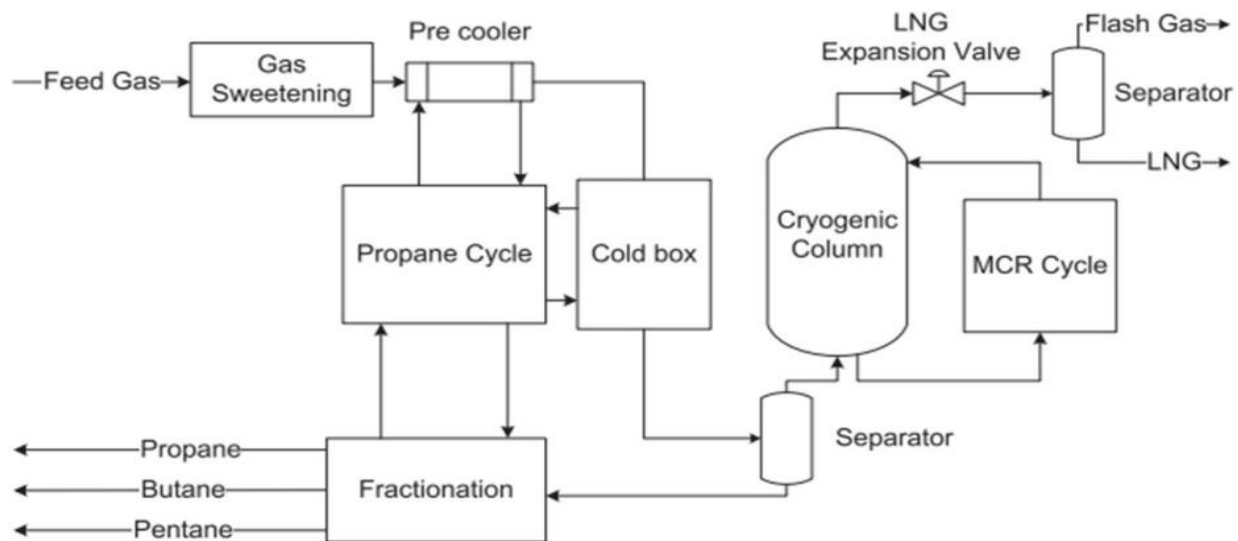 Pre cooler
LNG
Expansion Valve
Flash Gas
Feed Gas
Gas
Sweetening
Separator
LNG
Propane Cycle
Cold box
Cryogenic
Column
MCR Cycle
Separator
Propane
Butane
Pentane
Fractionation